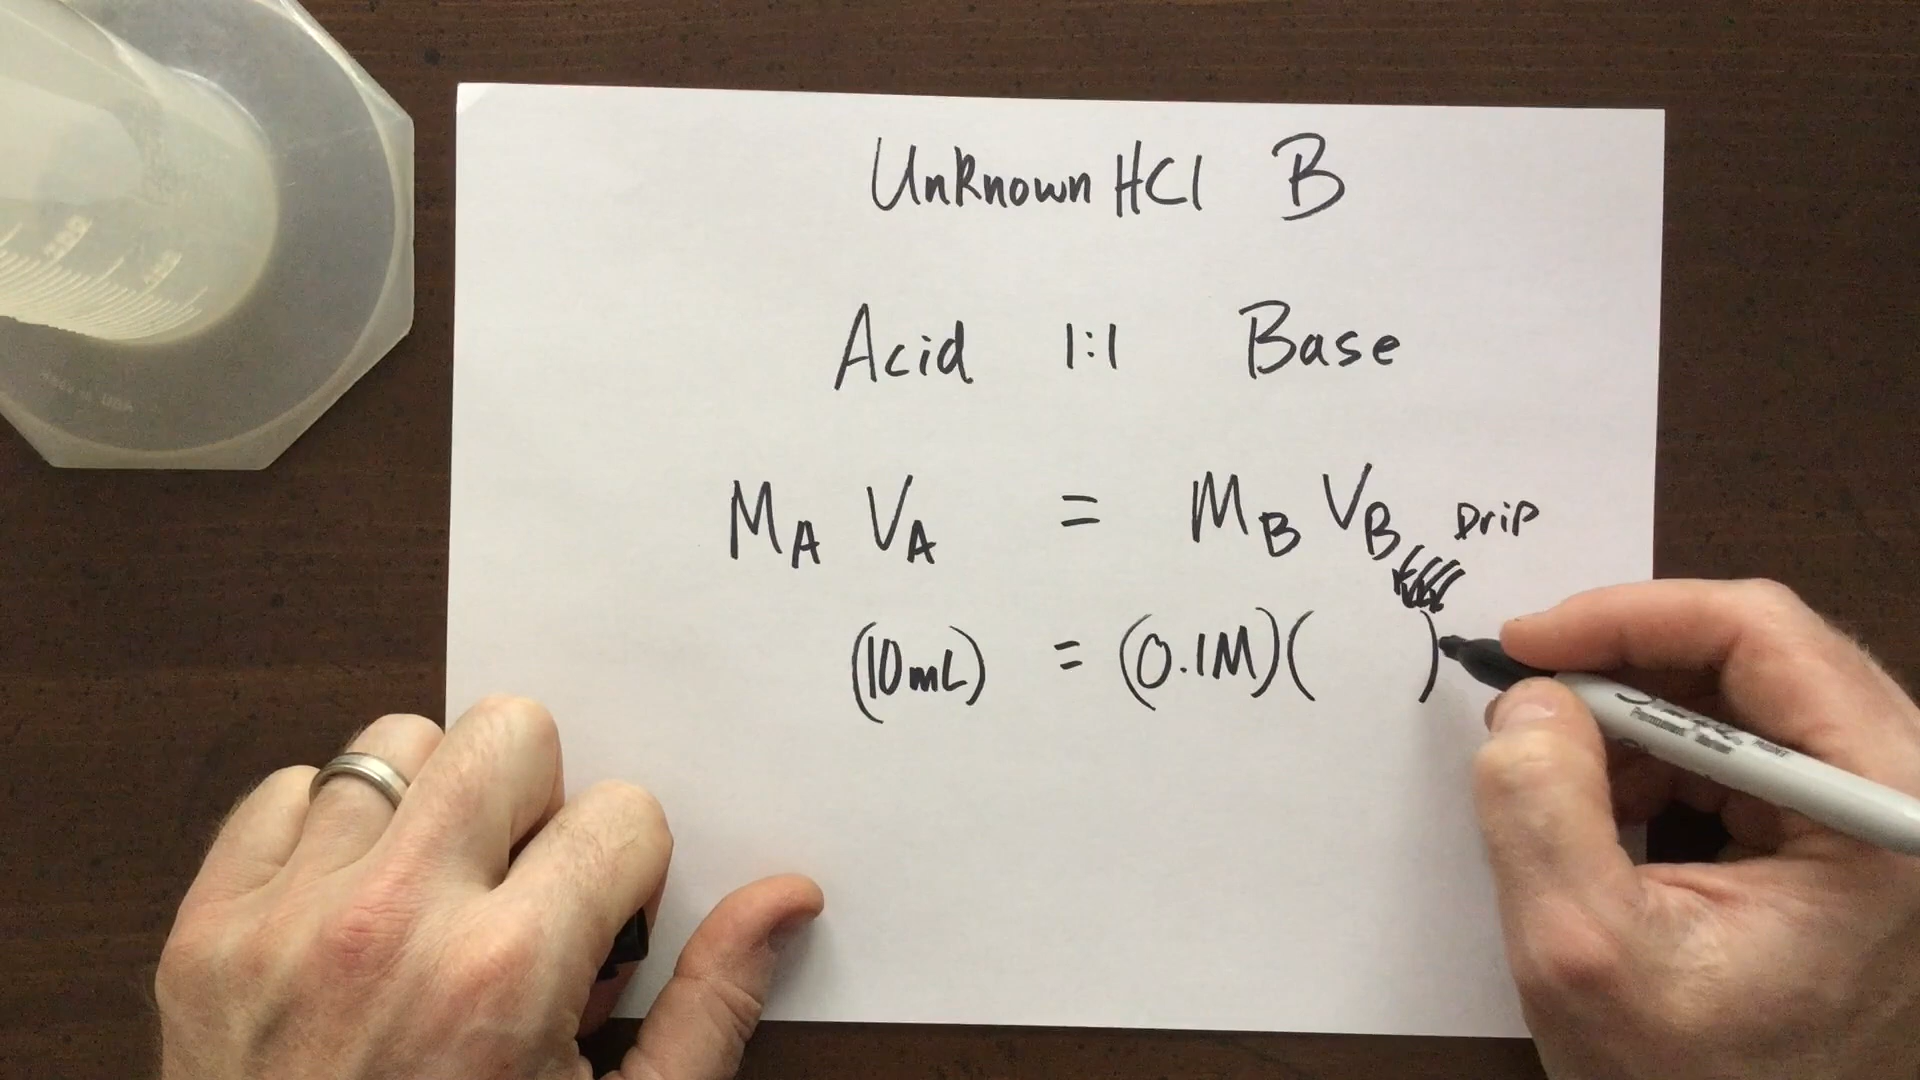 Unknown HCl B
Acid 1:1 Base
MA VA = MB VB Drip
(10mL) = (0.1M)( )